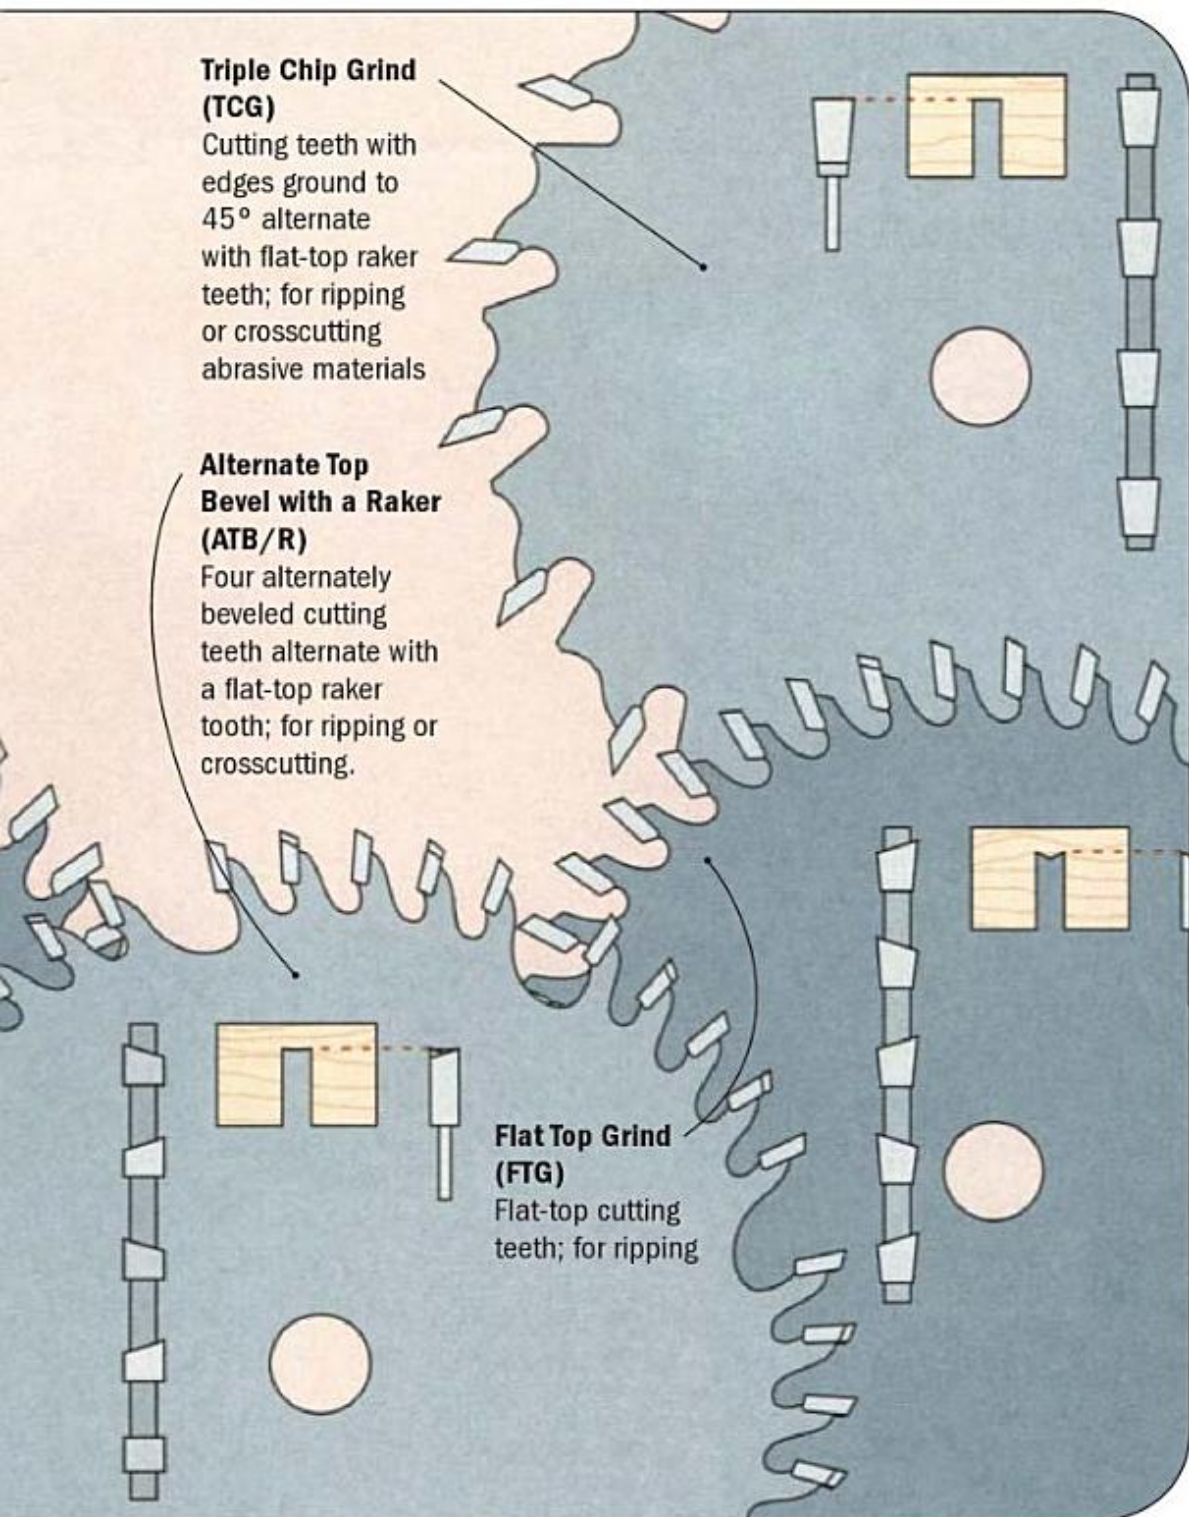 Triple Chip Grind
(TCG)
Cutting teeth with
edges ground to
45° alternate
with flat-top raker
teeth; for ripping
or crosscutting
abrasive materials
Alternate Top
Bevel with a Raker
(ATB/R)
Four alternately
beveled cutting
teeth alternate with
a flat-top raker
tooth; for ripping or
crosscutting.
Flat Top Grind
(FTG)
Flat-top cutting
teeth; for ripping